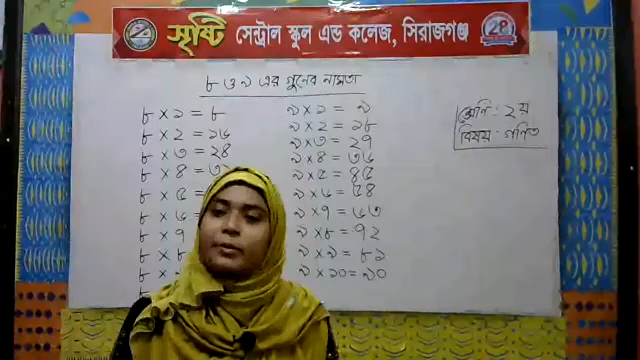 সৃষ্টি সেন্ট্রাল স্কুল এন্ড কলেজ, সিরাজগঞ্জ
৮ ও ৯ এর গুনের নামতা
শ্রেণি : ২য়
বিষয় : গণিত
৮ × ১ = ৮
৮ × ২ = ১৬
৮ × ৩ = ২৪
৮ × ৪ = ৩
৮ × ৫ =
৮ × ৬ =
৮ × ৭
৮ × ৮
৮ ×
৮ ×
৯ × ১ = ৯
৯ × ২ = ১৮
৯ × ৩ = ২৭
৯ × ৪ = ৩৬
৯ × ৫ = ৪৫
৯ × ৬ = ৫৪
৯ × ৭ = ৬৩
৯ × ৮ = ৭২
৯ × ৯ = ৮১
৯ × ১০ = ৯০